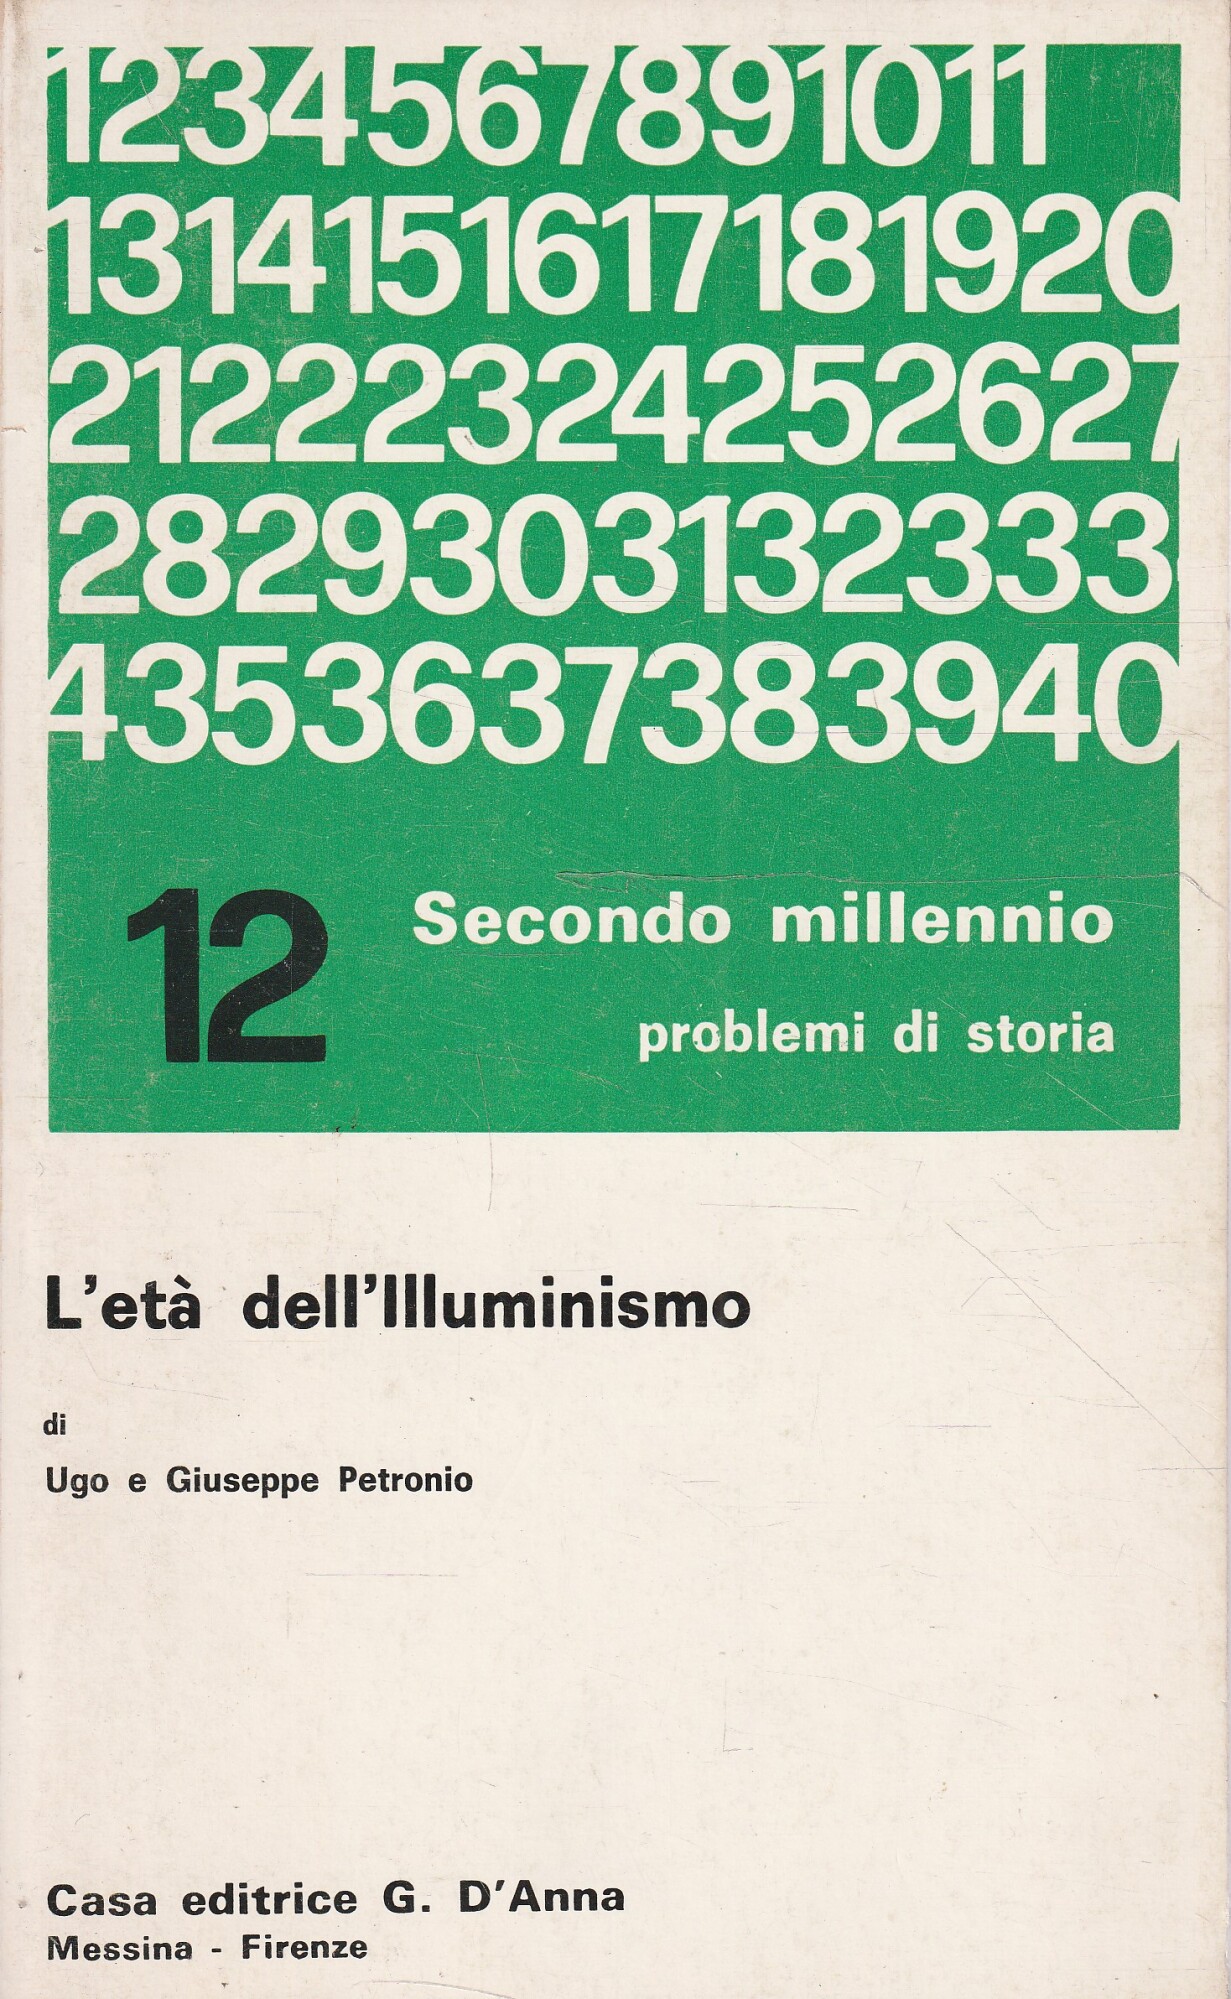 1234567891011
1314151617181920
21222324252627
2829303132333
4353637383940
12
Secondo millennio
problemi di storia
L'età dell'Illuminismo
di
Ugo e Giuseppe Petronio
Casa editrice G. D'Anna
Messina - Firenze